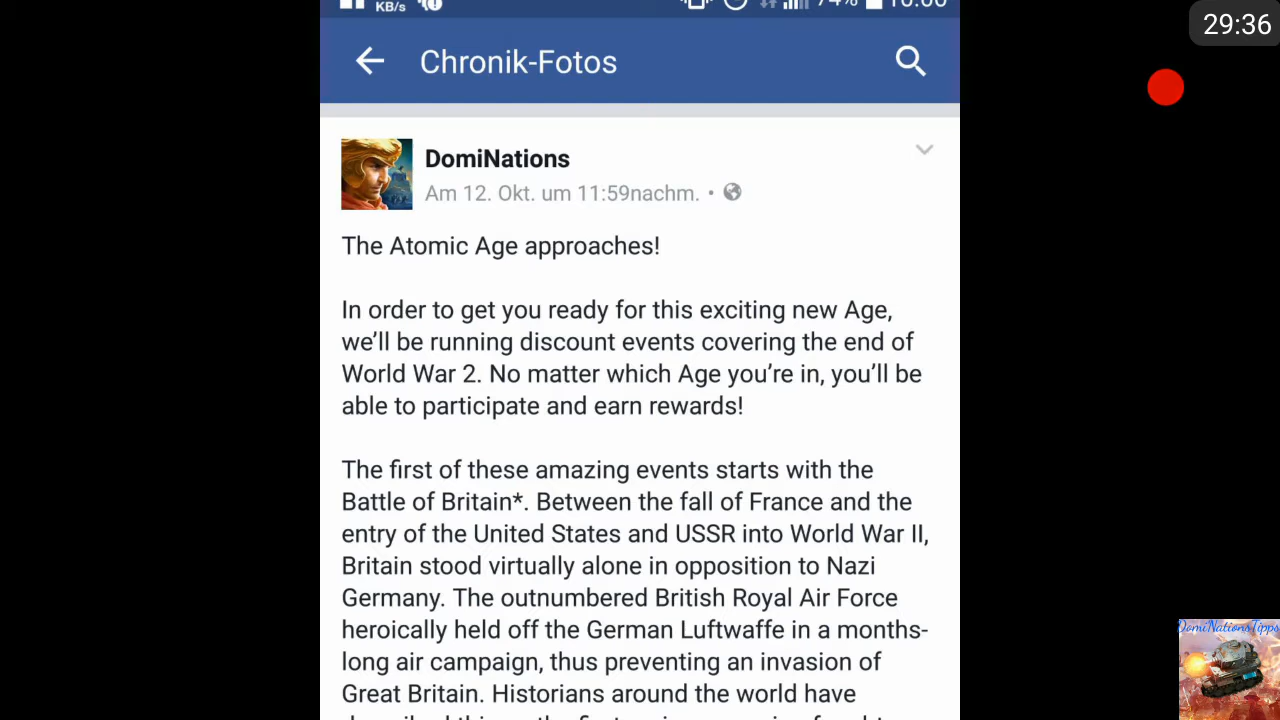 KB/s 74% 10:00
29:36
Chronik-Fotos
DomiNations
Am 12. Okt. um 11:59nachm. •
The Atomic Age approaches!
In order to get you ready for this exciting new Age,
we'll be running discount events covering the end of
World War 2. No matter which Age you're in, you'll be
able to participate and earn rewards!
The first of these amazing events starts with the
Battle of Britain*. Between the fall of France and the
entry of the United States and USSR into World War II,
Britain stood virtually alone in opposition to Nazi
Germany. The outnumbered British Royal Air Force
heroically held off the German Luftwaffe in a months-
long air campaign, thus preventing an invasion of
Great Britain. Historians around the world have
DomiNationsTipps